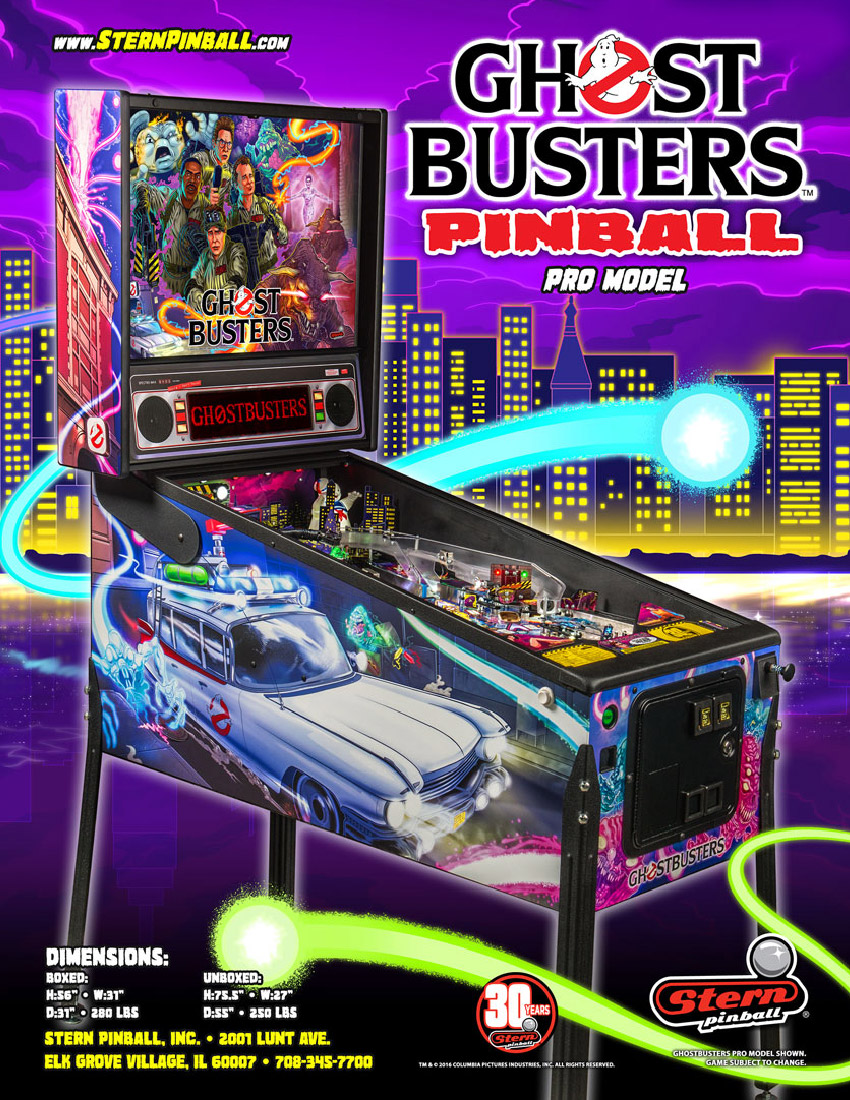 www.SternPinball.com
GHOST
BUSTERS™
PINBALL
PRO MODEL
GHOST
BUSTERS
GHOSTBUSTERS
GHOSTBUSTERS
DIMENSIONS:
BOXED:
H:56" • W:31"
D:31" • 280 LBS
UNBOXED:
H:75.5" • W:27"
D:55" • 250 LBS
STERN PINBALL, INC. • 2001 LUNT AVE.
ELK GROVE VILLAGE, IL 60007 • 708-345-7700
30
YEARS
Stern
pinball
TM & © 2016 COLUMBIA PICTURES INDUSTRIES, INC. ALL RIGHTS RESERVED.
Stern
pinball®
GHOSTBUSTERS PRO MODEL SHOWN.
GAME SUBJECT TO CHANGE.